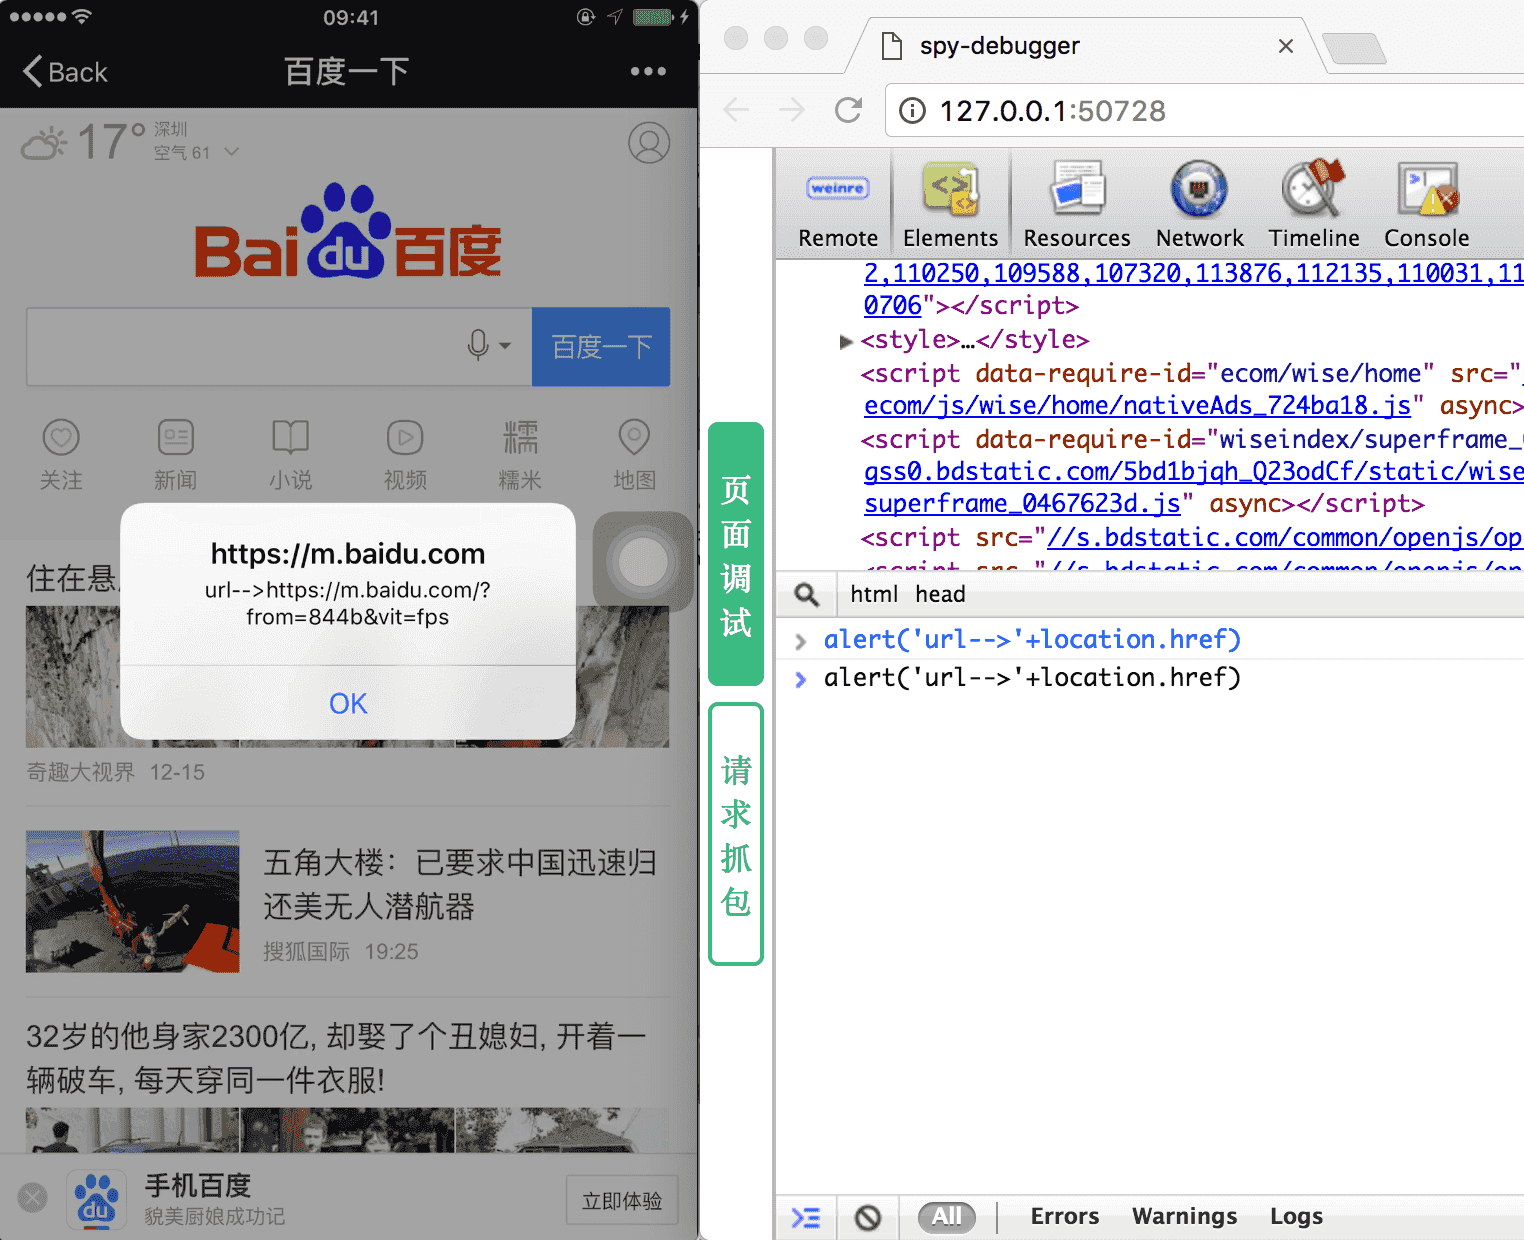 09:41
Back
百度一下
17°
深圳
空气 61
Bai du 百度
百度一下
关注
新闻
小说
视频
糯米
地图
住在悬
https://m.baidu.com
url-->https://m.baidu.com/?
from=844b&vit=fps
OK
奇趣大视界 12-15
五角大楼：已要求中国迅速归
还美无人潜航器
搜狐国际 19:25
32岁的他身家2300亿, 却娶了个丑媳妇, 开着一
辆破车, 每天穿同一件衣服!
du
手机百度
貌美厨娘成功记
立即体验
spy-debugger
127.0.0.1:50728
页面调试
请求抓包
weinre
Remote
Elements
Resources
Network
Timeline
Console
2,110250,109588,107320,113876,112135,110031,11
0706"></script>
<style>…</style>
<script data-require-id="ecom/wise/home" src="
ecom/js/wise/home/nativeAds_724ba18.js" async>
<script data-require-id="wiseindex/superframe_
gss0.bdstatic.com/5bd1bjqh_Q23odCf/static/wise
superframe_0467623d.js" async></script>
<script src="//s.bdstatic.com/common/openjs/op
<script src="//s.bdstatic.com/common/openjs/op
html head
alert('url-->'+location.href)
alert('url-->'+location.href)
All
Errors
Warnings
Logs